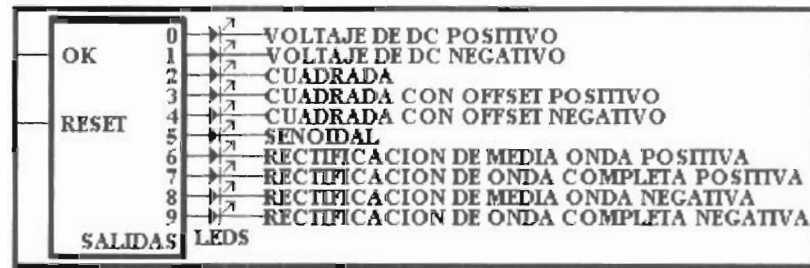 0 VOLTAJE DE DC POSITIVO
OK 1 VOLTAJE DE DC NEGATIVO
2 CUADRADA
3 CUADRADA CON OFFSET POSITIVO
RESET 4 CUADRADA CON OFFSET NEGATIVO
5 SENOIDAL
6 RECTIFICACION DE MEDIA ONDA POSITIVA
7 RECTIFICACION DE ONDA COMPLETA POSITIVA
8 RECTIFICACION DE MEDIA ONDA NEGATIVA
9 RECTIFICACION DE ONDA COMPLETA NEGATIVA
SALIDAS LEDS